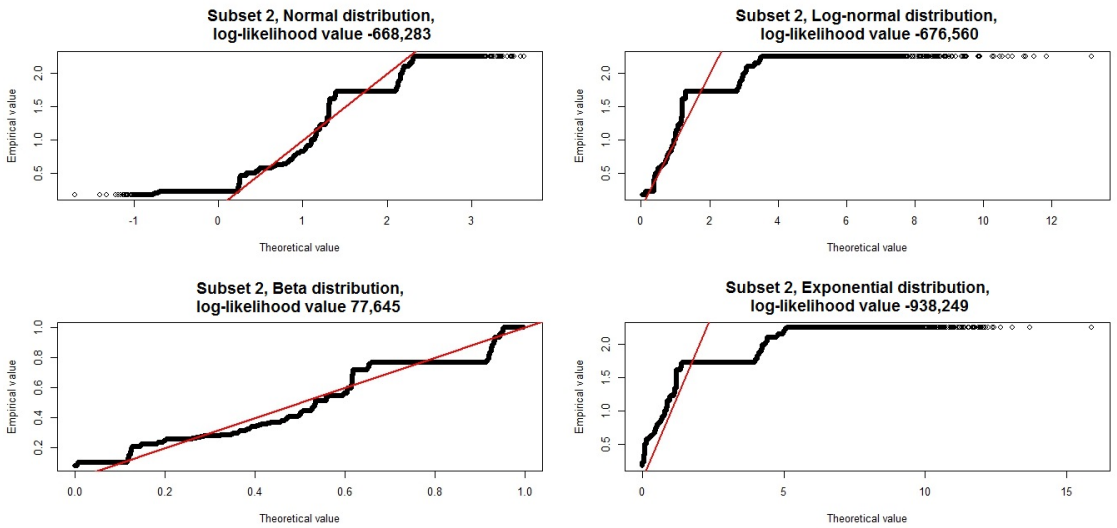 Subset 2, Normal distribution,
log-likelihood value -668,283
Empirical value
0.5 1.0 1.5 2.0
-1 0 1 2 3
Theoretical value
Subset 2, Log-normal distribution,
log-likelihood value -676,560
Empirical value
0.5 1.0 1.5 2.0
0 2 4 6 8 10 12
Theoretical value
Subset 2, Beta distribution,
log-likelihood value 77,645
Empirical value
0.2 0.4 0.6 0.8 1.0
0.0 0.2 0.4 0.6 0.8 1.0
Theoretical value
Subset 2, Exponential distribution,
log-likelihood value -938,249
Empirical value
0.5 1.0 1.5 2.0
0 5 10 15
Theoretical value